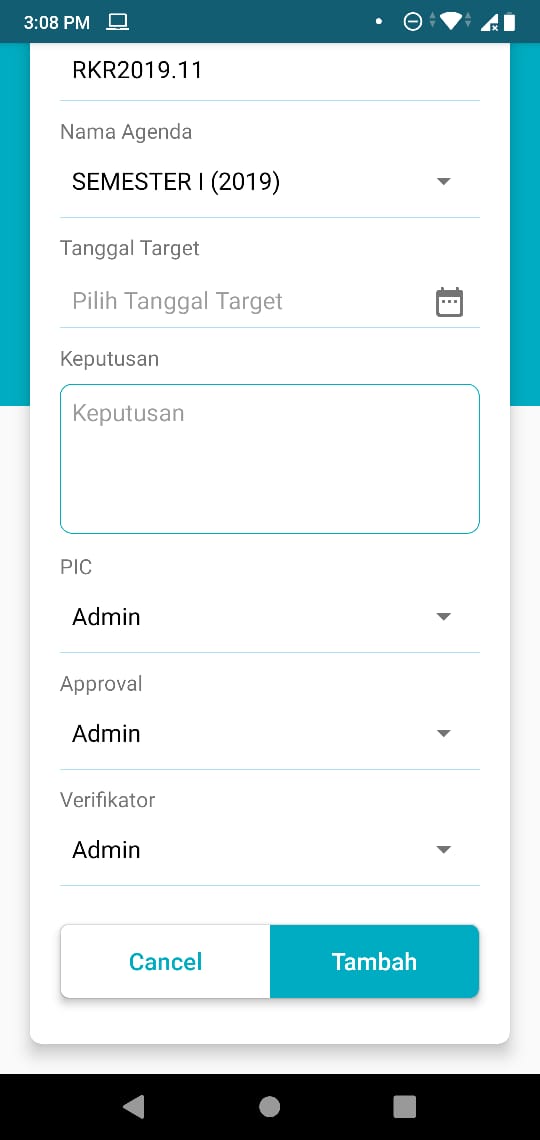 3:08 PM
RKR2019.11
Nama Agenda
SEMESTER I (2019)
Tanggal Target
Pilih Tanggal Target
Keputusan
Keputusan
PIC
Admin
Approval
Admin
Verifikator
Admin
Cancel Tambah